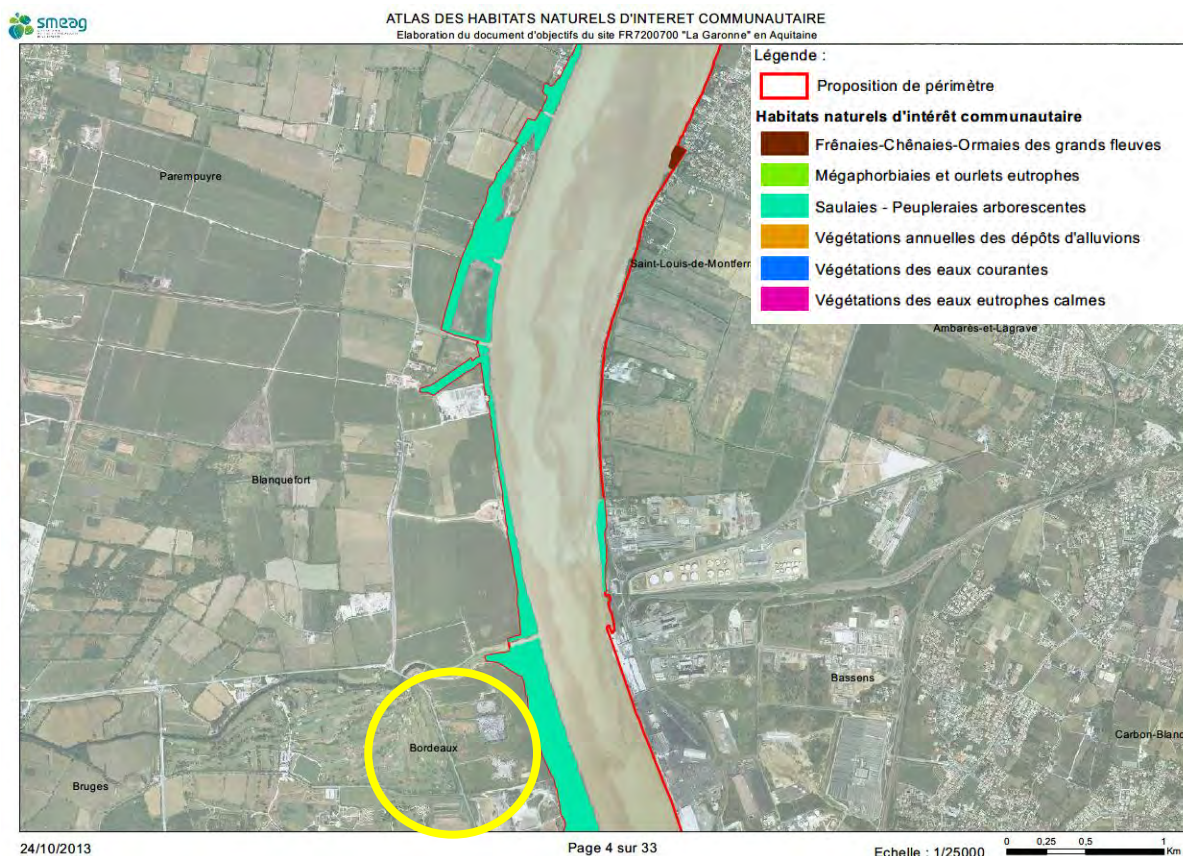 smeag
ATLAS DES HABITATS NATURELS D'INTERET COMMUNAUTAIRE
Elaboration du document d'objectifs du site FR7200700 "La Garonne" en Aquitaine
Légende :
Proposition de périmètre
Habitats naturels d'intérêt communautaire
Frênaies-Chênaies-Ormaies des grands fleuves
Mégaphorbiaies et ourlets eutrophes
Saulaies - Peupleraies arborescentes
Végétations annuelles des dépôts d'alluvions
Végétations des eaux courantes
Végétations des eaux eutrophes calmes
Parempuyre
Saint-Louis-de-Montferra
Ambarès-et-Lagrave
Blanquefort
Bassens
Carbon-Blanc
Bordeaux
Bruges
24/10/2013
Page 4 sur 33
Echelle : 1/25000
0 0,25 0,5 1
Km